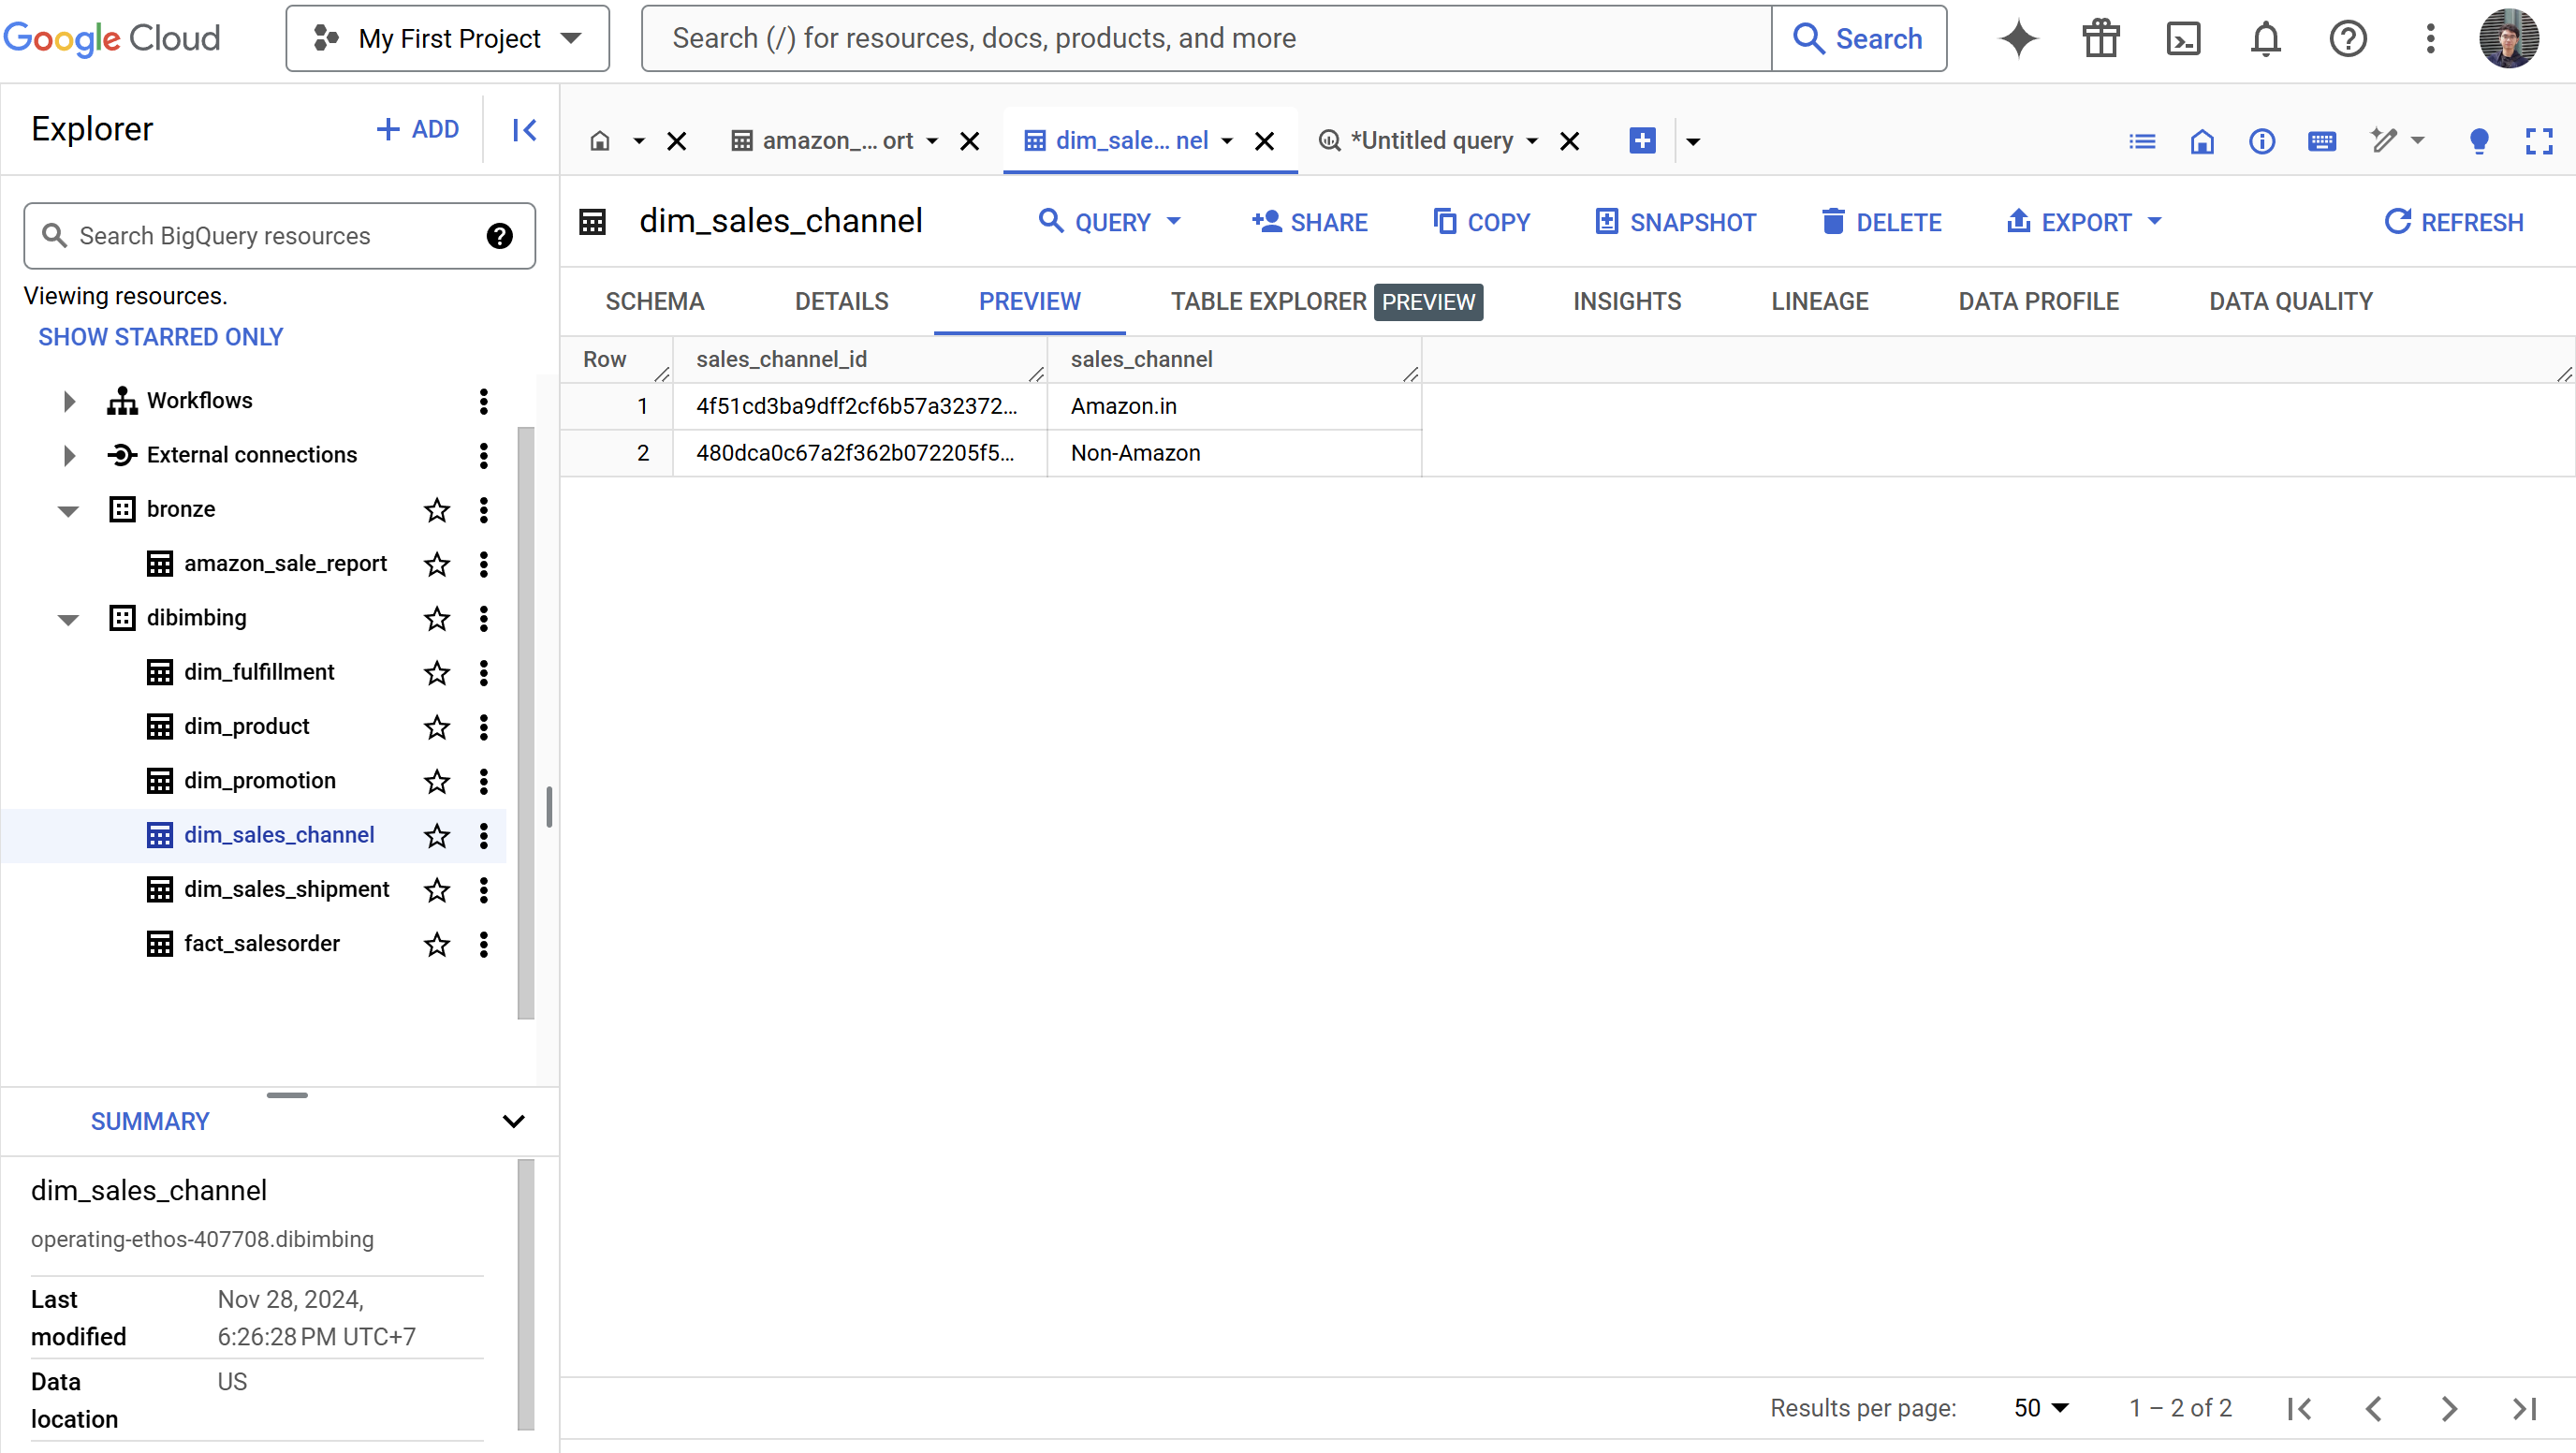 Google Cloud
My First Project
Search (/) for resources, docs, products, and more
Search
Explorer
ADD
amazon_... ort
dim_sale... nel
*Untitled query
Search BigQuery resources
dim_sales_channel
QUERY
SHARE
COPY
SNAPSHOT
DELETE
EXPORT
REFRESH
Viewing resources.
SHOW STARRED ONLY
SCHEMA
DETAILS
PREVIEW
TABLE EXPLORER PREVIEW
INSIGHTS
LINEAGE
DATA PROFILE
DATA QUALITY
Row sales_channel_id sales_channel
1 4f51cd3ba9dff2cf6b57a32372... Amazon.in
2 480dca0c67a2f362b072205f5... Non-Amazon
Workflows
External connections
bronze
amazon_sale_report
dibimbing
dim_fulfillment
dim_product
dim_promotion
dim_sales_channel
dim_sales_shipment
fact_salesorder
SUMMARY
dim_sales_channel
operating-ethos-407708.dibimbing
Last modified
Nov 28, 2024, 6:26:28 PM UTC+7
Data location
US
Results per page: 50 1 – 2 of 2